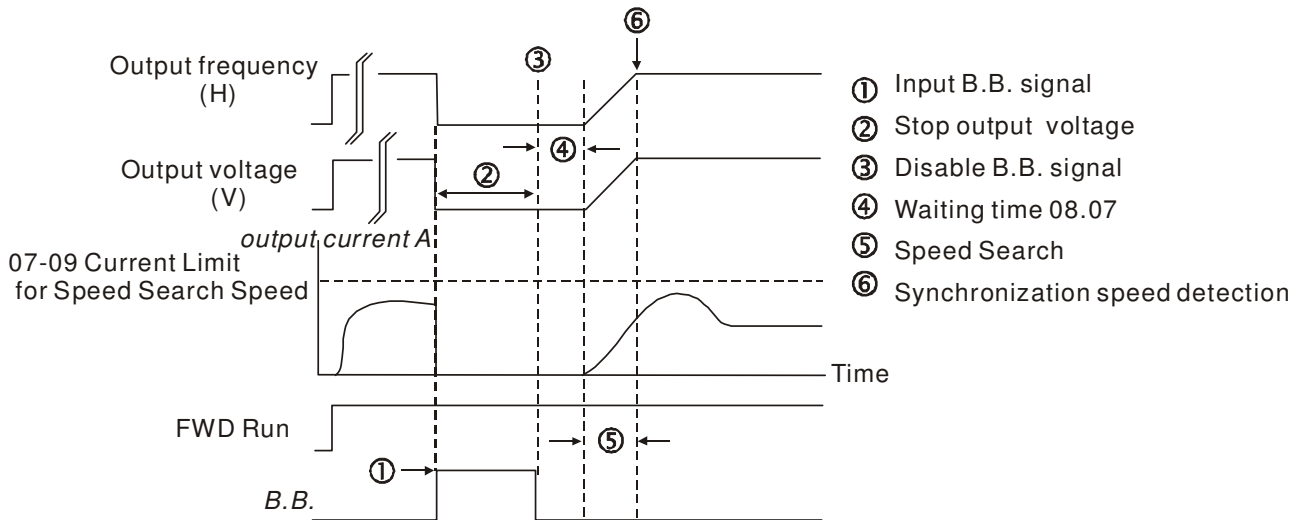 Output frequency
(H)
Output voltage
(V)
output current A
07-09 Current Limit
for Speed Search Speed
FWD Run
B.B.
Time
③
⑥
②
④
⑤
①
① Input B.B. signal
② Stop output voltage
③ Disable B.B. signal
④ Waiting time 08.07
⑤ Speed Search
⑥ Synchronization speed detection